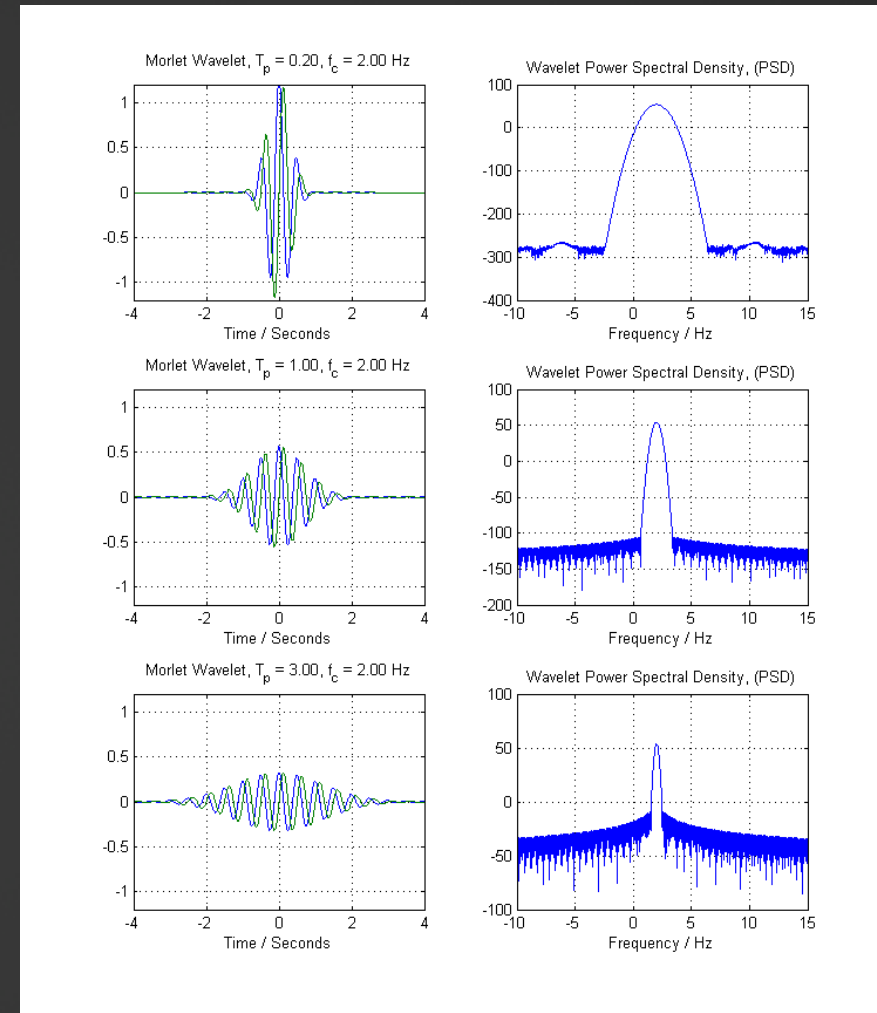 Morlet Wavelet, Tp = 0.20, fc = 2.00 Hz
1
0.5
0
-0.5
-1
-4 -2 0 2 4
Time / Seconds
Wavelet Power Spectral Density, (PSD)
100
0
-100
-200
-300
-400
-10 -5 0 5 10 15
Frequency / Hz
Morlet Wavelet, Tp = 1.00, fc = 2.00 Hz
1
0.5
0
-0.5
-1
-4 -2 0 2 4
Time / Seconds
Wavelet Power Spectral Density, (PSD)
100
50
0
-50
-100
-150
-200
-10 -5 0 5 10 15
Frequency / Hz
Morlet Wavelet, Tp = 3.00, fc = 2.00 Hz
1
0.5
0
-0.5
-1
-4 -2 0 2 4
Time / Seconds
Wavelet Power Spectral Density, (PSD)
100
50
0
-50
-100
-10 -5 0 5 10 15
Frequency / Hz